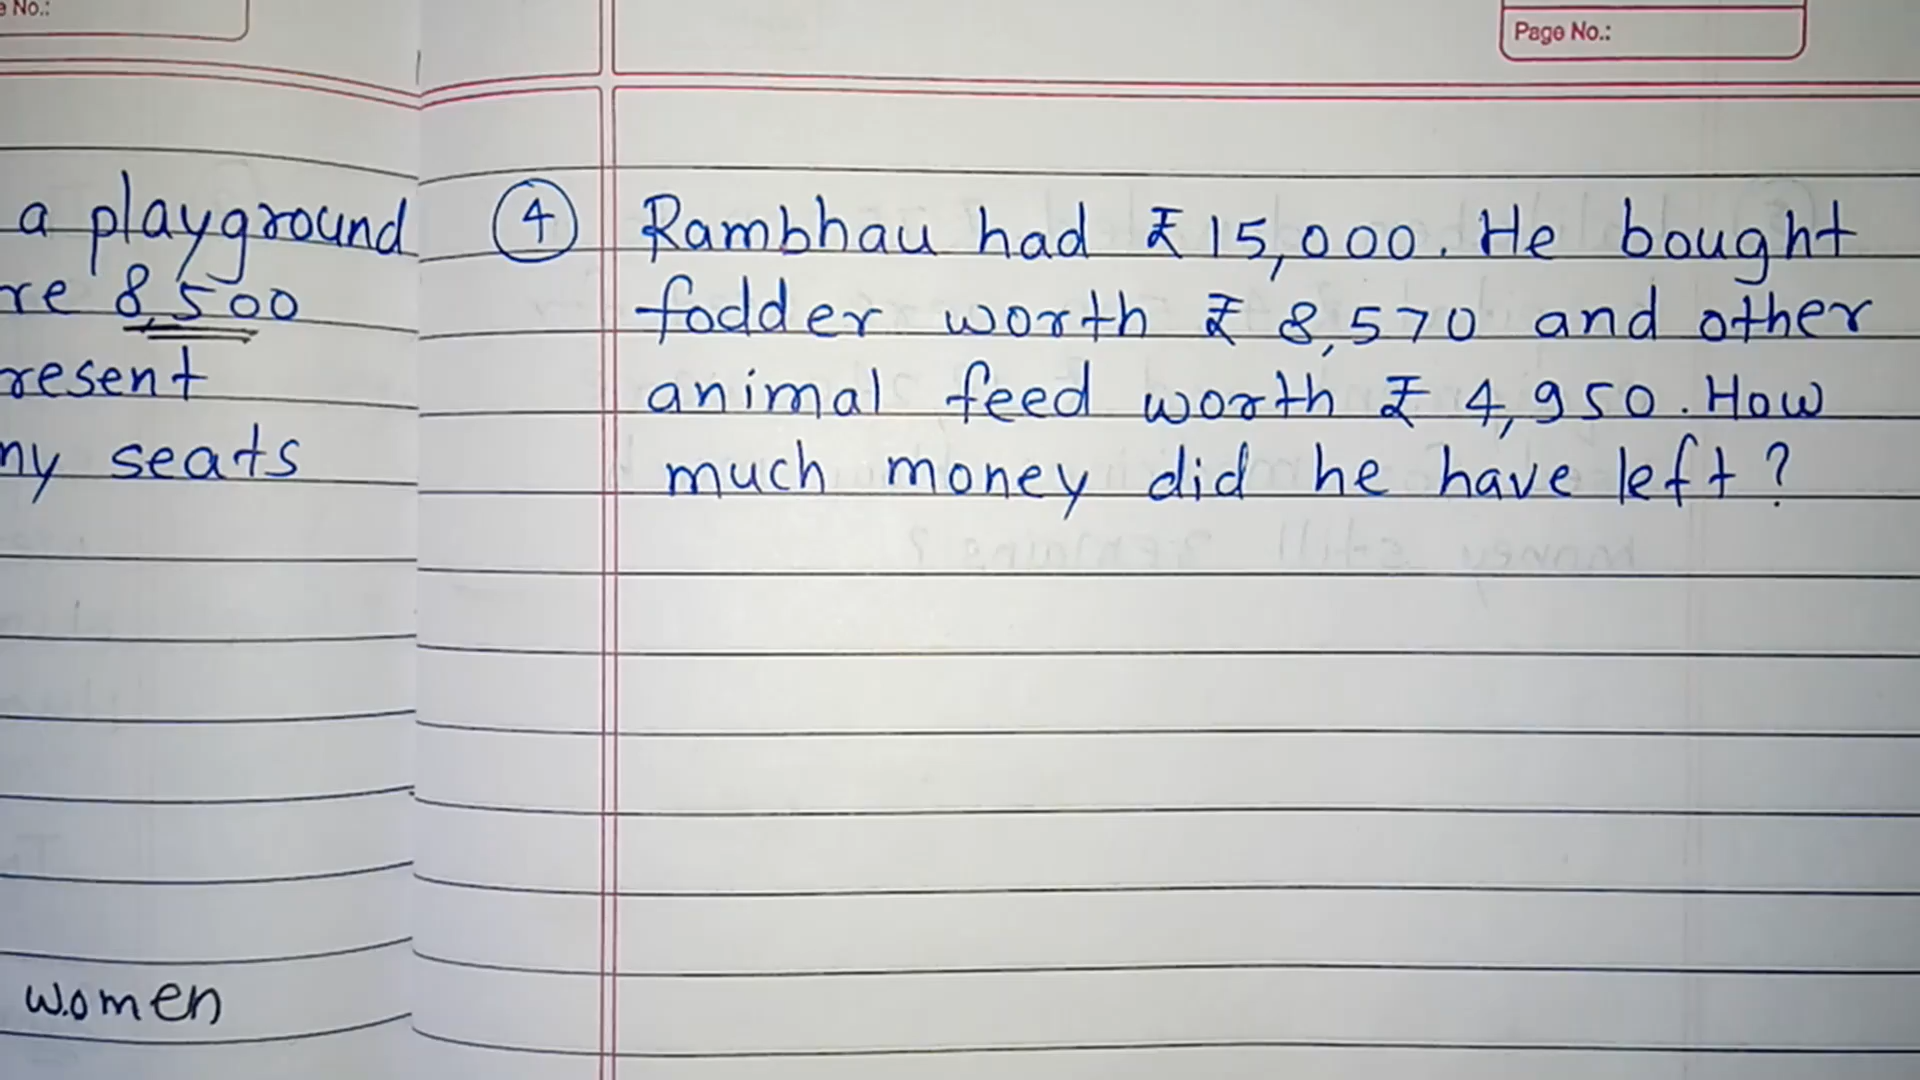 e No.:
Page No.:
a playground
re 8,500
resent
ny seats
women
4 Rambhau had ₹ 15,000. He bought
fodder worth ₹ 8,570 and other
animal feed worth ₹ 4,950. How
much money did he have left?